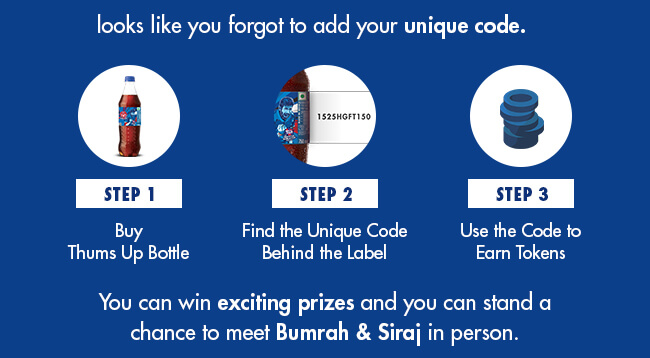 looks like you forgot to add your unique code.
1525HGFT150
STEP 1
STEP 2
STEP 3
Buy
Thums Up Bottle
Find the Unique Code
Behind the Label
Use the Code to
Earn Tokens
You can win exciting prizes and you can stand a
chance to meet Bumrah & Siraj in person.